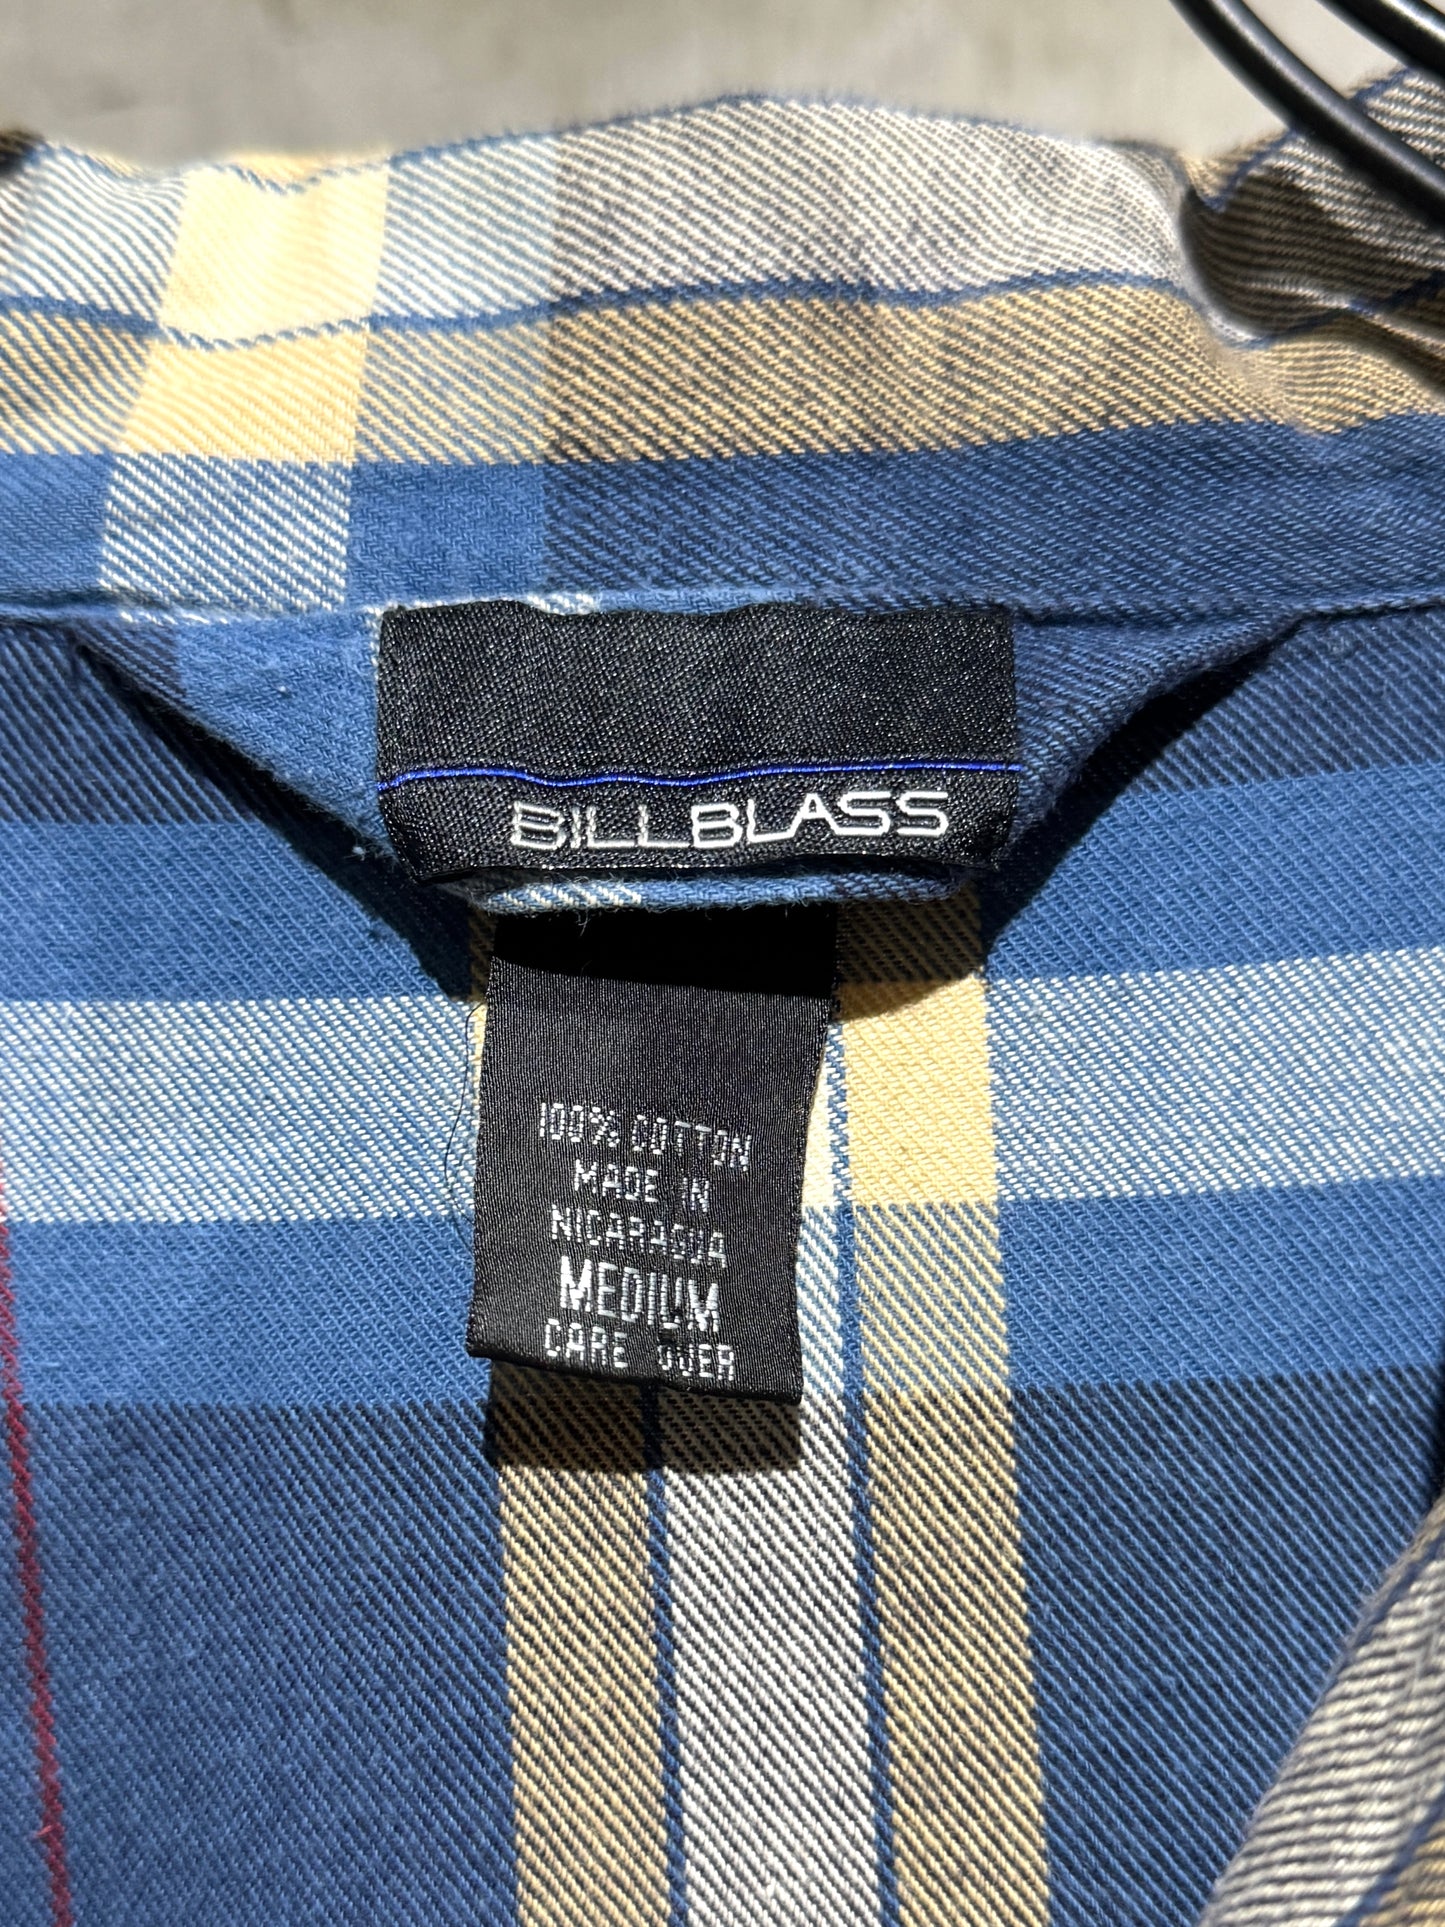 BILLBLASS
100% COTTON
MADE IN
NICARAGUA
MEDIUM
CARE OVER